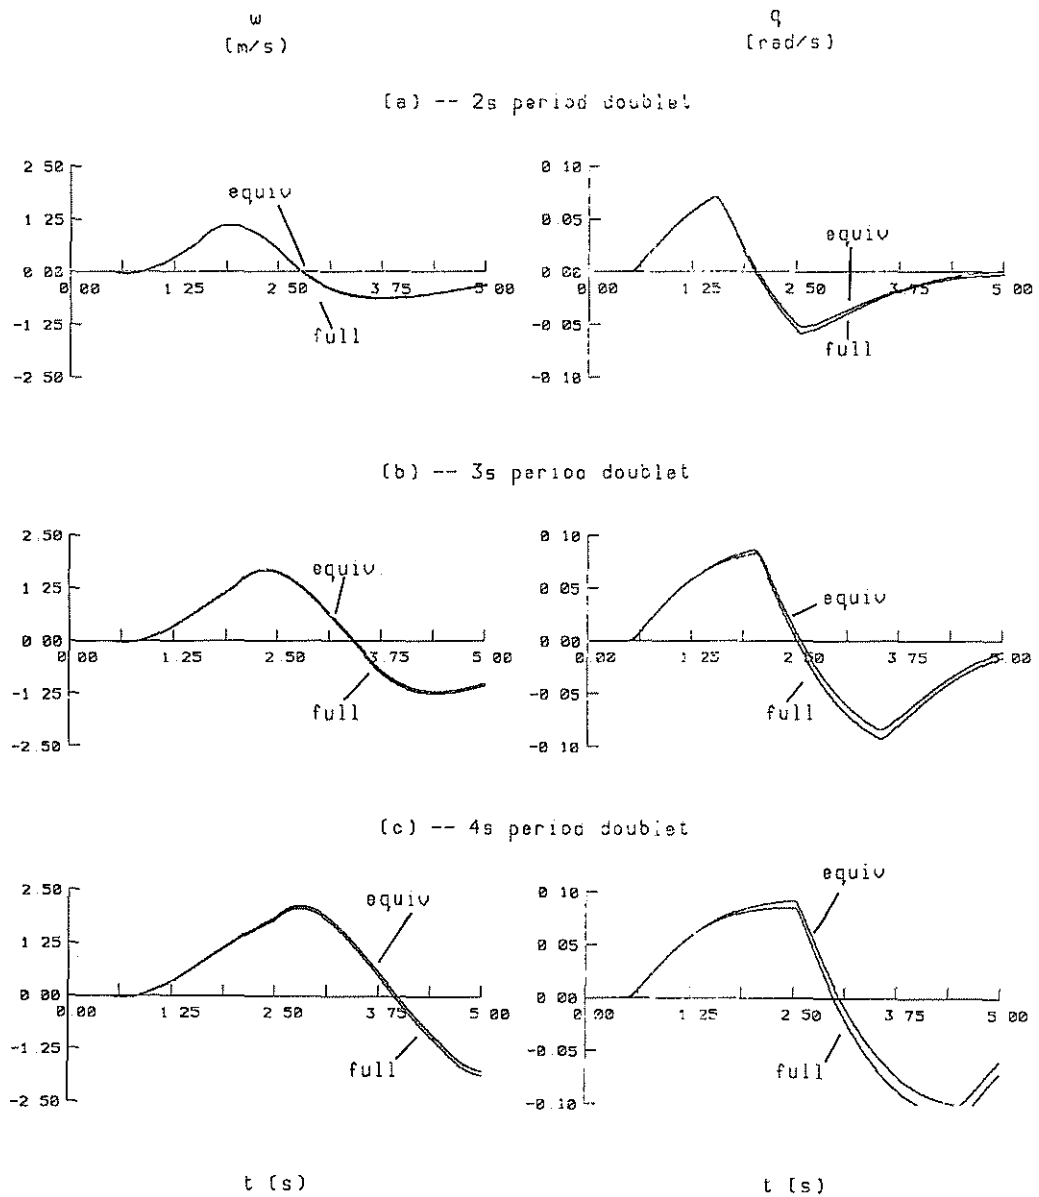 w q
(m/s) (rad/s)
(a) -- 2s period doublet
2 50 0 10
equiv
1 25 0.05
equiv
0 00 0 00
0 00 1 25 2 50 3.75 5 00 0 00 1 25 2.50 3.75 5 00
-1 25 full -0 05 full
-2 50 -0 10
(b) -- 3s period doublet
2.50 0 10
equiv.
1 25 0 05 equiv
0 00 0 00
0 00 1.25 2.50 3.75 5.00 0 00 1 25 2 50 3.75 5.00
-1 25 full -0 05 full
-2.50 -0 10
(c) -- 4s period doublet
equiv
2.50 0 10
equiv
1 25 0 05
0 00 0 00
0.00 1.25 2 50 3.75 5 00 0.00 1 25 2 50 3 75 5 00
-1.25 full -0.05 full
-2 50 -0.10
t (s) t (s)